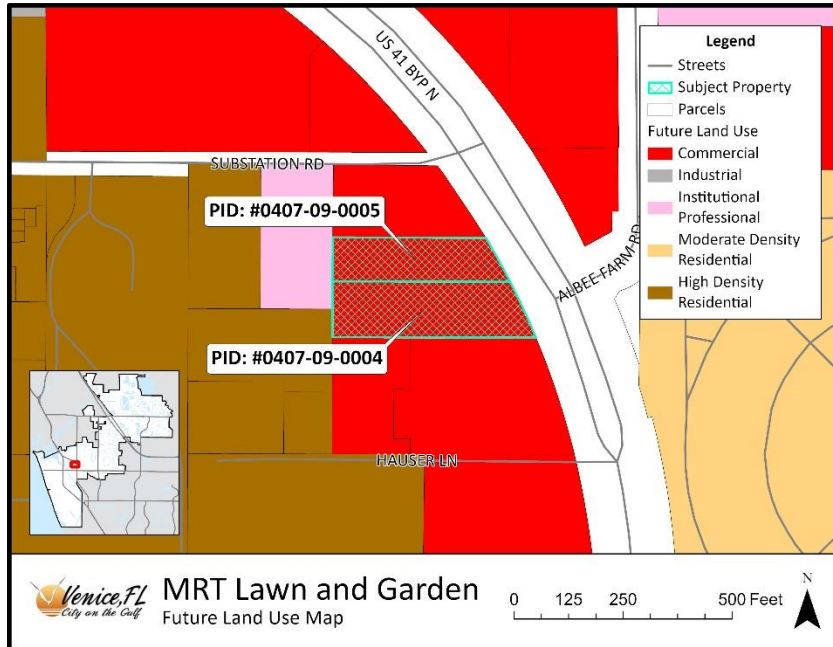 US 41 BYP N
SUBSTATION RD
PID: #0407-09-0005
ALBEE FARM RD
PID: #0407-09-0004
HAUSER LN
Legend
Streets
Subject Property
Parcels
Future Land Use
Commercial
Industrial
Institutional
Professional
Moderate Density
Residential
High Density
Residential
Venice, FL
City on the Gulf
MRT Lawn and Garden
Future Land Use Map
0 125 250 500 Feet
N